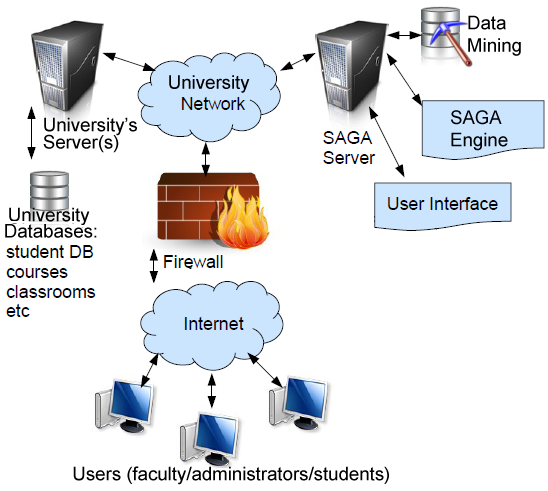 Data
Mining
University
Network
University's
Server(s)
SAGA
Server
SAGA
Engine
User Interface
University
Databases:
student DB
courses
classrooms
etc
Firewall
Internet
Users (faculty/administrators/students)